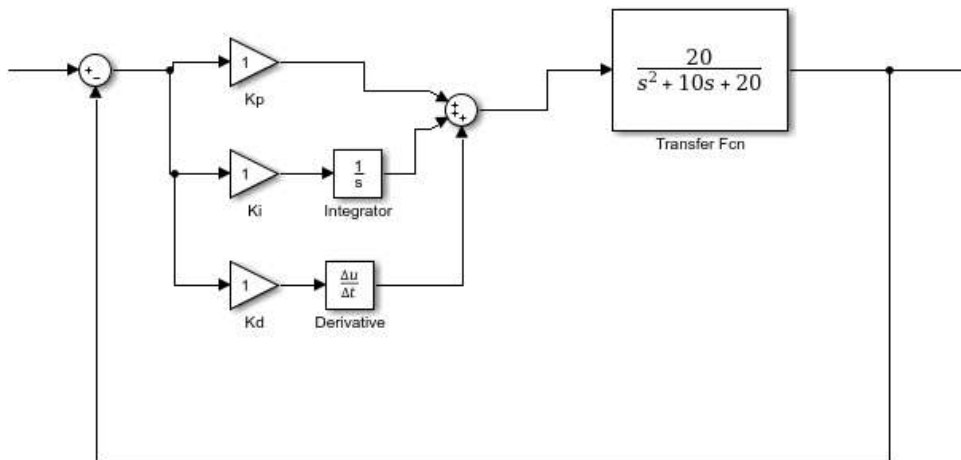 +
−
1
Kp
1
Ki
1
s
Integrator
1
Kd
Δu
Δt
Derivative
+
+
+
20
s² + 10s + 20
Transfer Fcn